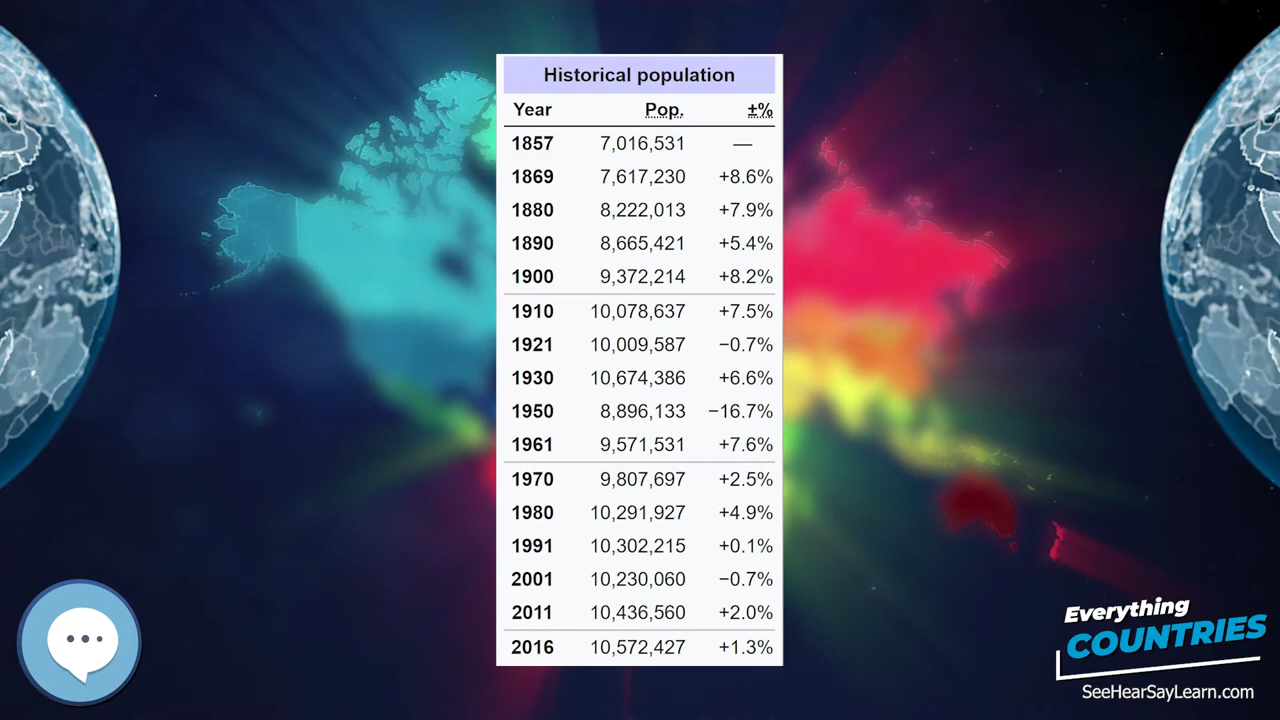 Historical population
Year Pop. ±%
1857 7,016,531 —
1869 7,617,230 +8.6%
1880 8,222,013 +7.9%
1890 8,665,421 +5.4%
1900 9,372,214 +8.2%
1910 10,078,637 +7.5%
1921 10,009,587 −0.7%
1930 10,674,386 +6.6%
1950 8,896,133 −16.7%
1961 9,571,531 +7.6%
1970 9,807,697 +2.5%
1980 10,291,927 +4.9%
1991 10,302,215 +0.1%
2001 10,230,060 −0.7%
2011 10,436,560 +2.0%
2016 10,572,427 +1.3%
Everything
COUNTRIES
SeeHearSayLearn.com